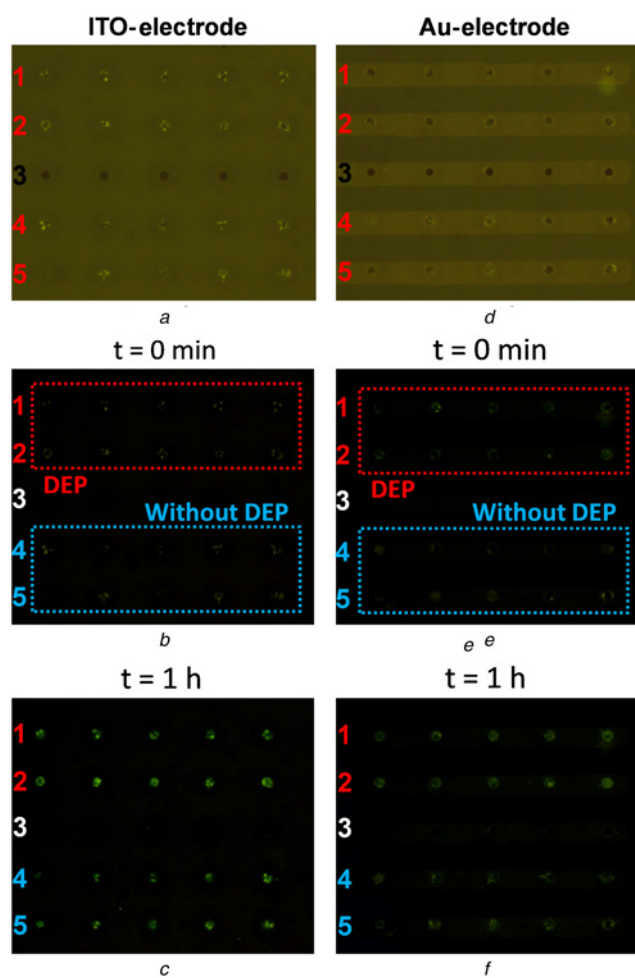 ITO-electrode
1
2
3
4
5
a
t = 0 min
1
2
DEP
3
Without DEP
4
5
b
t = 1 h
1
2
3
4
5
c
Au-electrode
1
2
3
4
5
d
t = 0 min
1
2
DEP
3
Without DEP
4
5
e e
t = 1 h
1
2
3
4
5
f